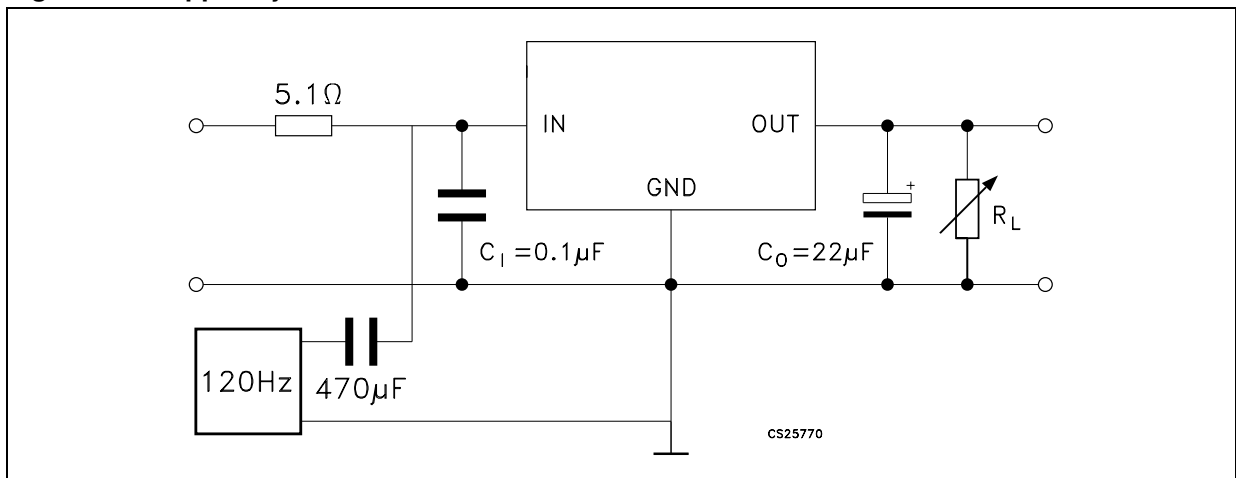 5.1Ω
IN
OUT
GND
C_I =0.1µF
C_O =22µF
+
R_L
120Hz
470µF
CS25770